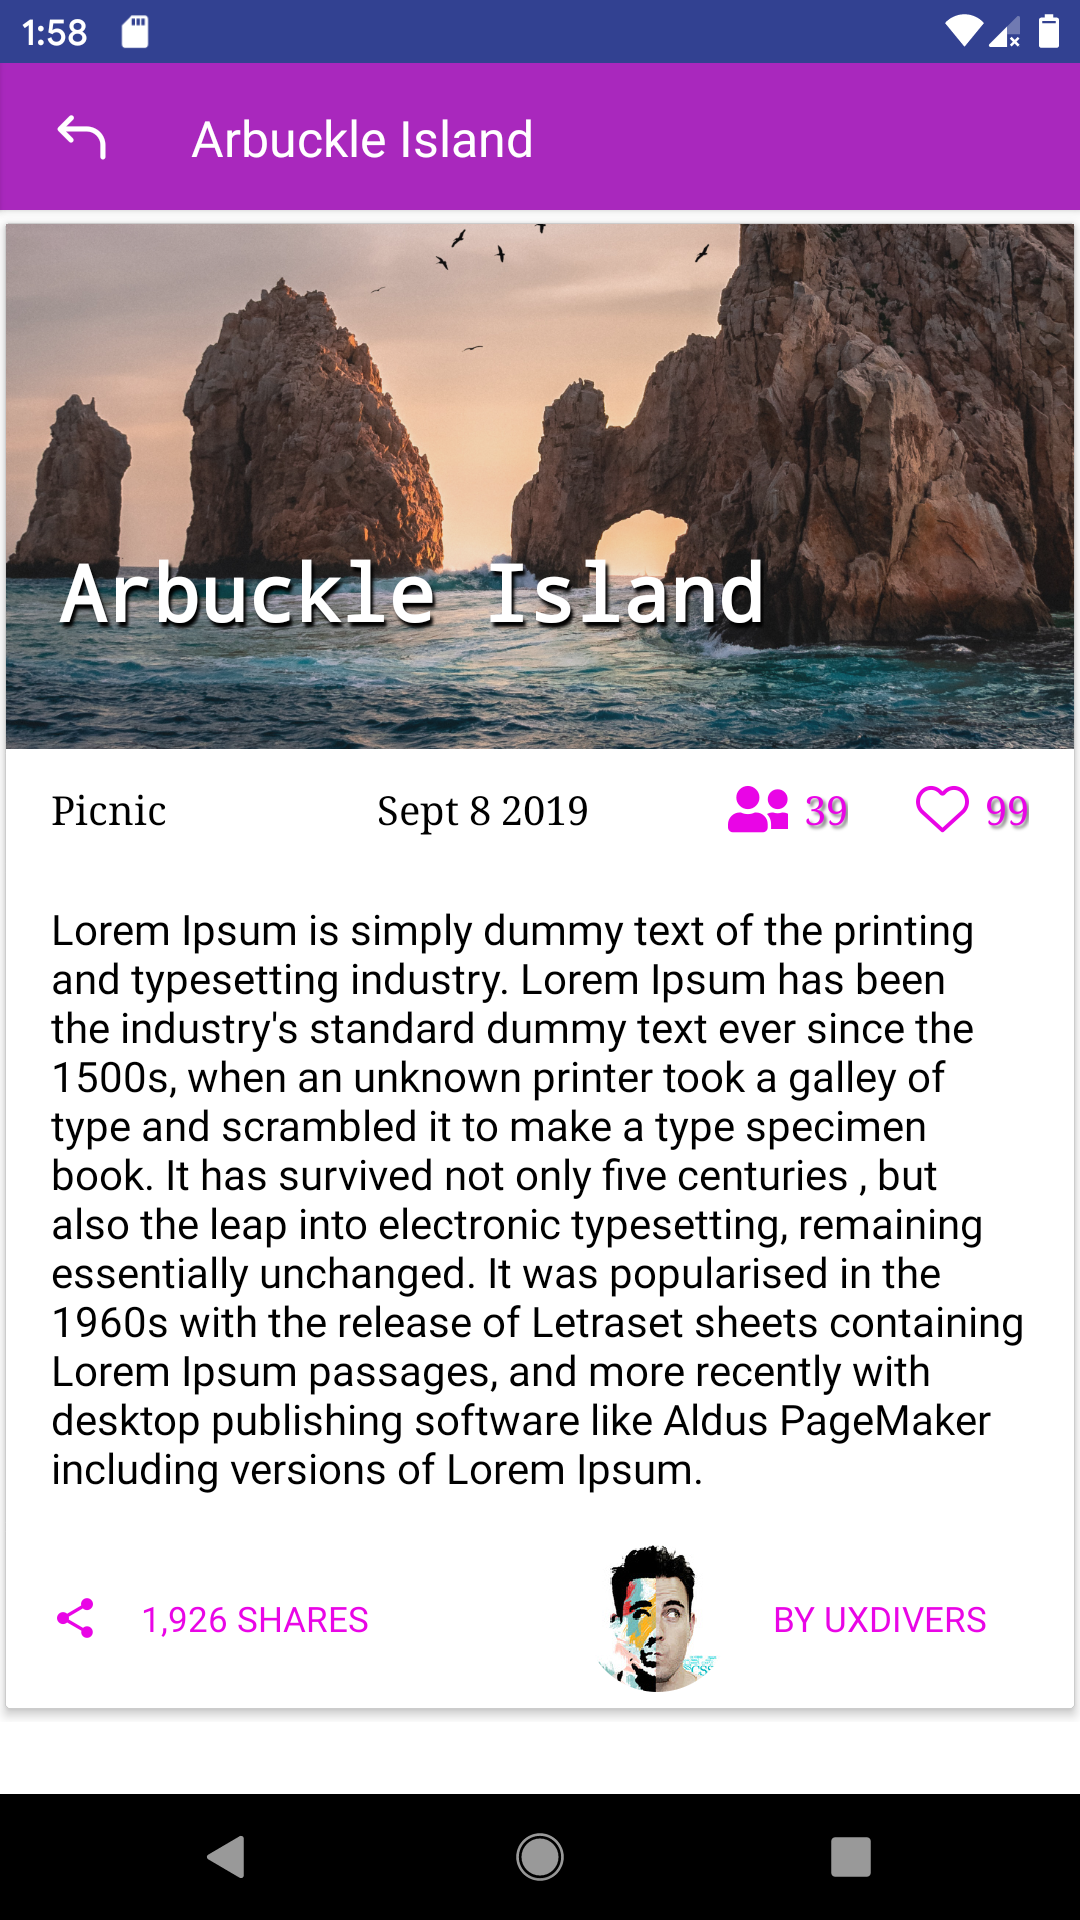 1:58
Arbuckle Island
Arbuckle Island
Picnic Sept 8 2019 39 99
Lorem Ipsum is simply dummy text of the printing
and typesetting industry. Lorem Ipsum has been
the industry's standard dummy text ever since the
1500s, when an unknown printer took a galley of
type and scrambled it to make a type specimen
book. It has survived not only five centuries , but
also the leap into electronic typesetting, remaining
essentially unchanged. It was popularised in the
1960s with the release of Letraset sheets containing
Lorem Ipsum passages, and more recently with
desktop publishing software like Aldus PageMaker
including versions of Lorem Ipsum.
1,926 SHARES BY UXDIVERS